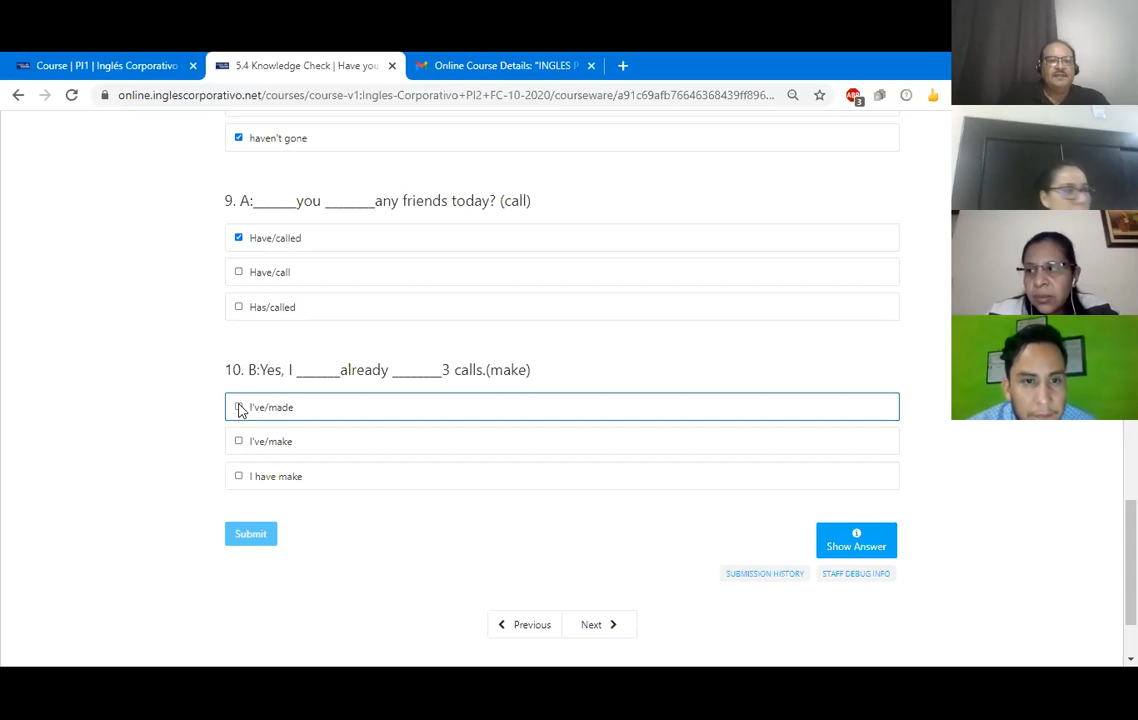 Course | PI1 | Inglés Corporativo
5.4 Knowledge Check | Have you
Online Course Details: "INGLES P
online.inglescorporativo.net/courses/course-v1:Ingles-Corporativo+PI2+FC-10-2020/courseware/a91c69afb76646368439ff896...
3
haven't gone
9. A:______you _______any friends today? (call)
Have/called
Have/call
Has/called
10. B:Yes, I ______already _______3 calls.(make)
I've/made
I've/make
I have make
Submit
Show Answer
SUBMISSION HISTORY
STAFF DEBUG INFO
Previous
Next